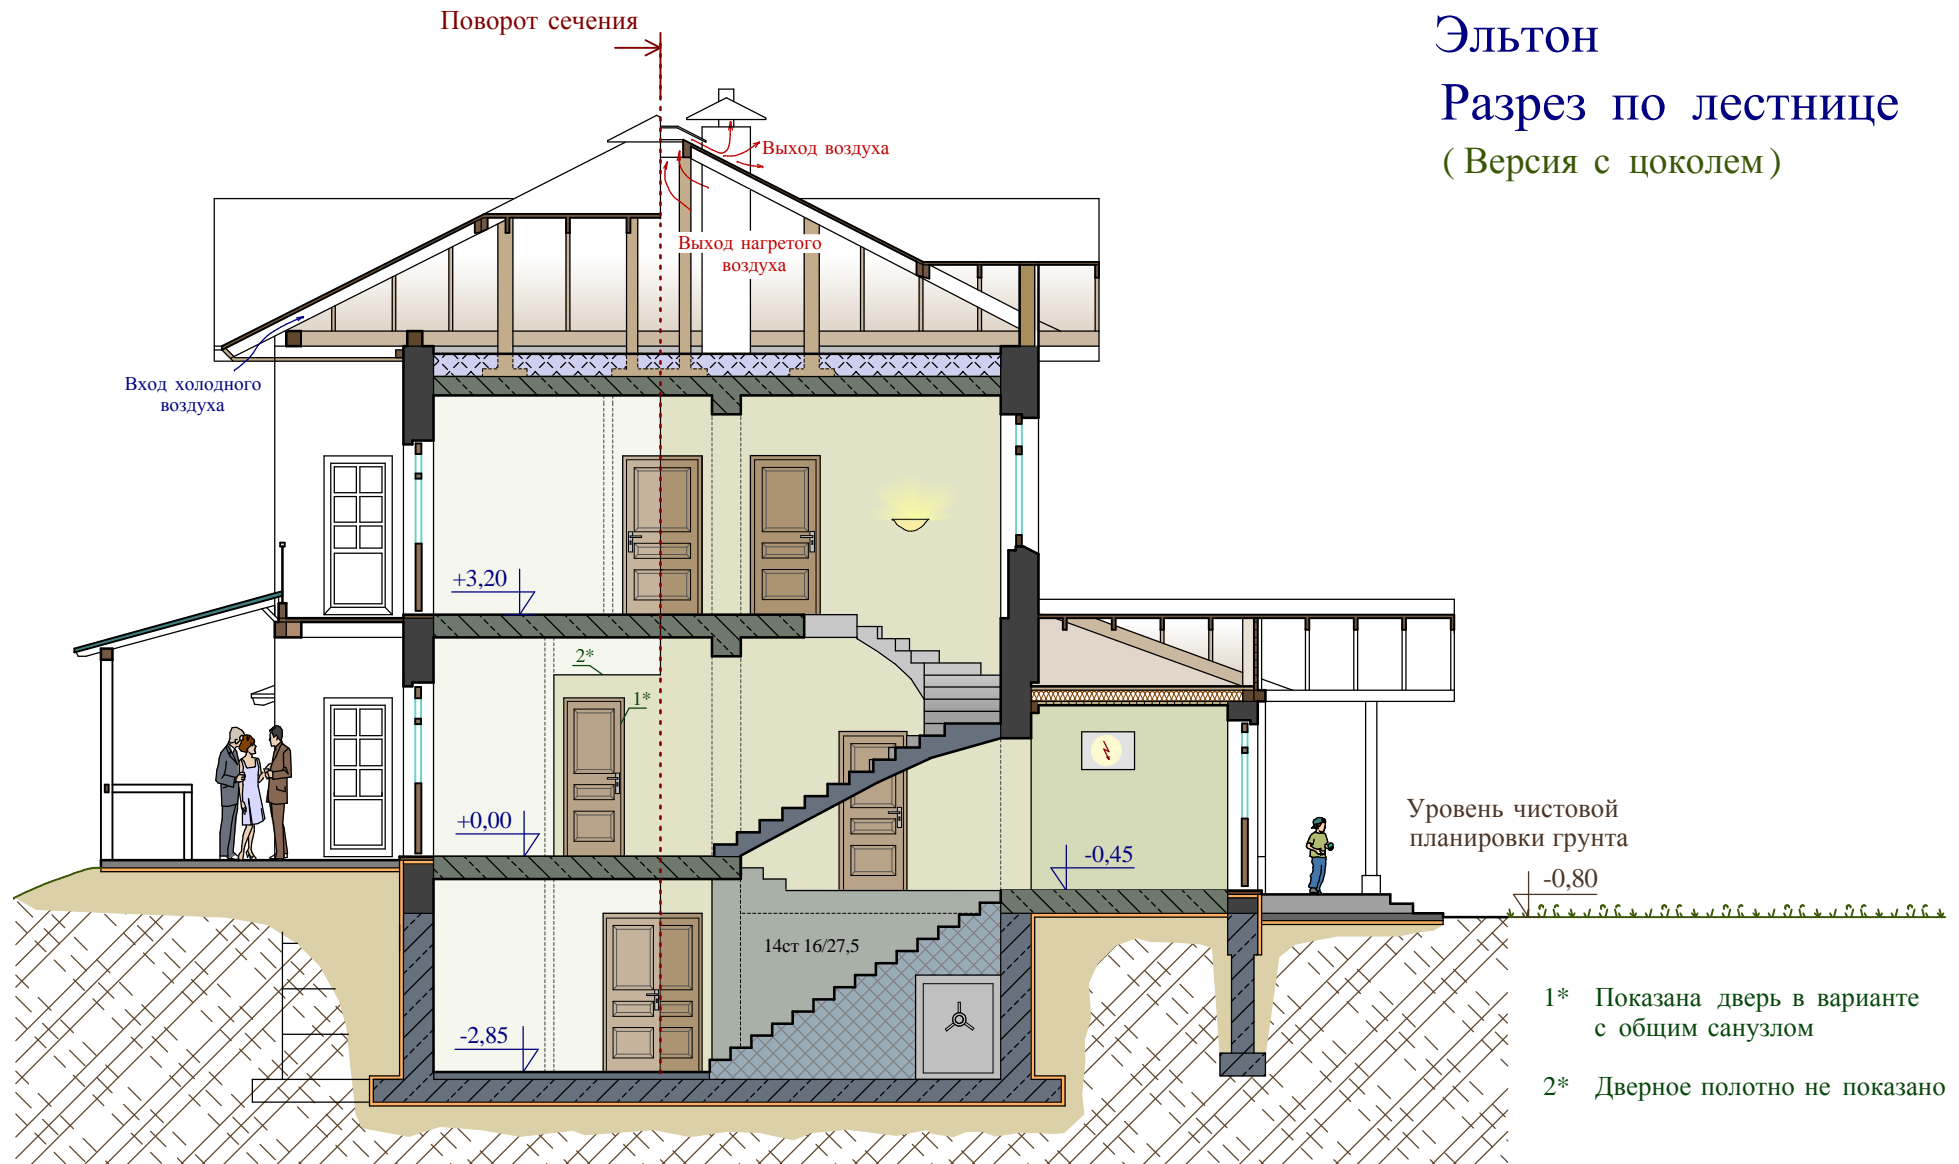 Поворот сечения
Эльтон
Разрез по лестнице
( Версия с цоколем )
Выход воздуха
Выход нагретого
воздуха
Вход холодного
воздуха
+3,20
2*
1*
+0,00
-0,45
Уровень чистовой
планировки грунта
-0,80
14ст 16/27,5
-2,85
1* Показана дверь в варианте
с общим санузлом
2* Дверное полотно не показано